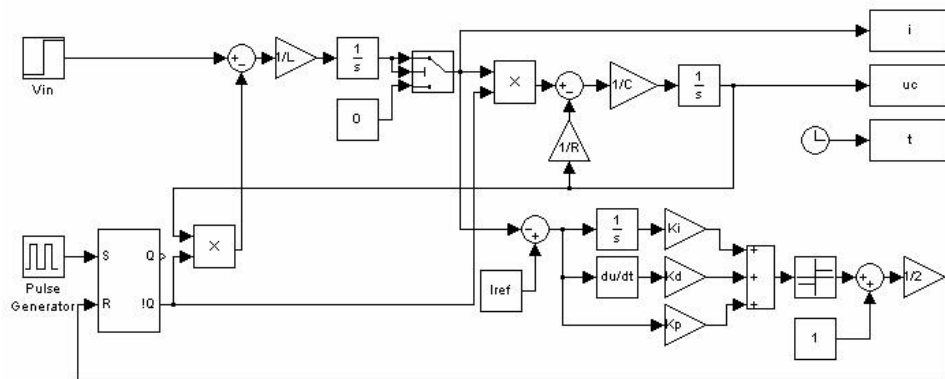 Vin
+
-
1/L
1
s
0
×
+
-
1/C
1
s
1/R
i
uc
t
Pulse
Generator
S
Q
R
!Q
×
-
+
Iref
1
s
Ki
du/dt
Kd
Kp
+
+
+
1
+
+
1/2